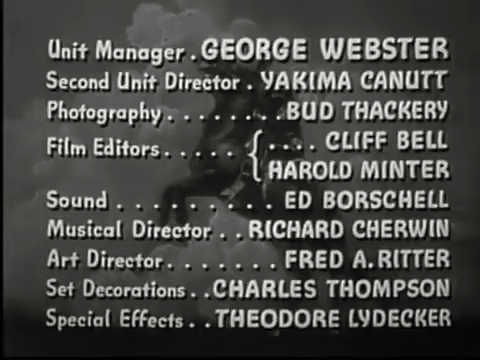 Unit Manager . GEORGE WEBSTER
Second Unit Director . YAKIMA CANUTT
Photography . . . . . . . . BUD THACKERY
Film Editors . . . . . { . . . . CLIFF BELL
HAROLD MINTER
Sound . . . . . . . . . . ED BORSCHELL
Musical Director . . RICHARD CHERWIN
Art Director . . . . . . . FRED A. RITTER
Set Decorations . . CHARLES THOMPSON
Special Effects . . THEODORE LYDECKER